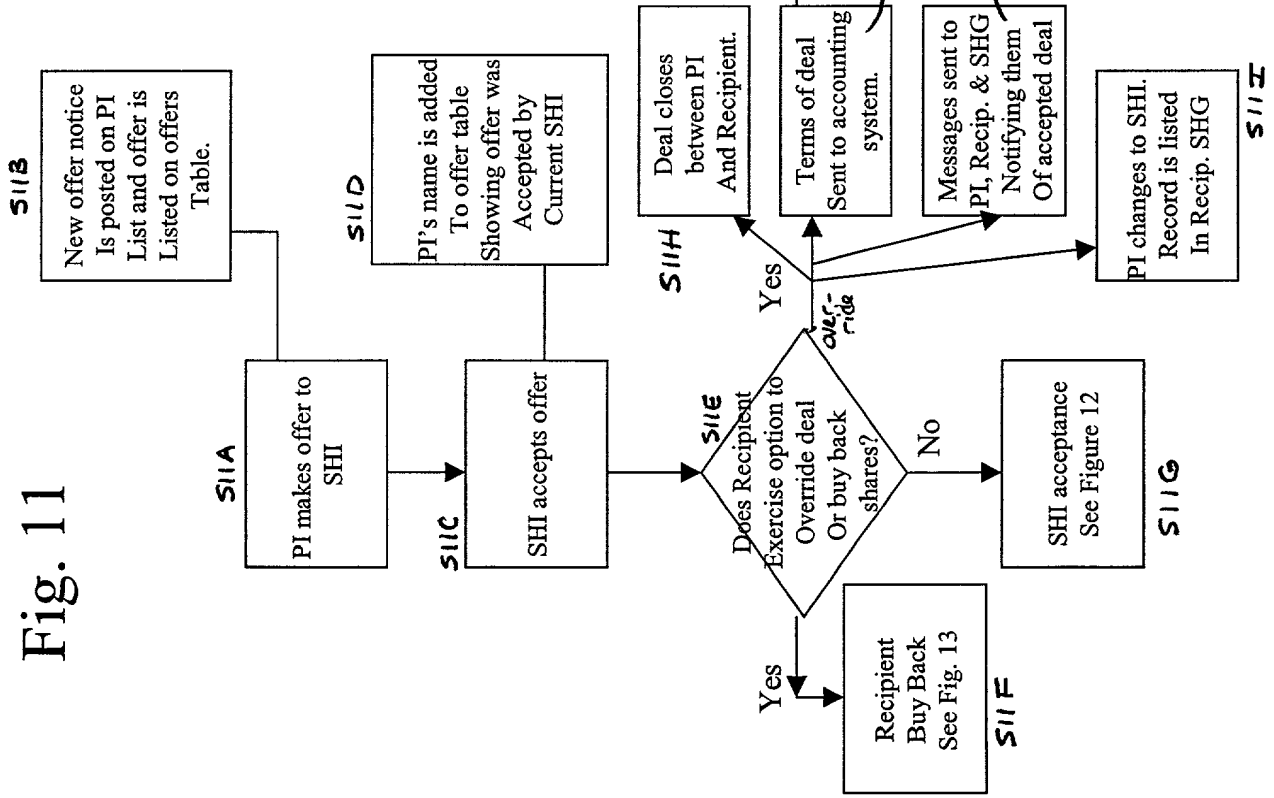 Fig. 11
S11A
PI makes offer to
SHI
S11B
New offer notice
Is posted on PI
List and offer is
Listed on offers
Table.
S11C
SHI accepts offer
S11D
PI's name is added
To offer table
Showing offer was
Accepted by
Current SHI
S11E
Does Recipient
Exercise option to
Override deal
Or buy back
shares?
Yes
Recipient
Buy Back
See Fig. 13
S11F
No
SHI acceptance
See Figure 12
S11G
over-
ride
Yes
S11H
Deal closes
between PI
And Recipient.
Terms of deal
Sent to accounting
system.
Messages sent to
PI, Recip. & SHG
Notifying them
Of accepted deal
PI changes to SHI.
Record is listed
In Recip. SHG
S11I